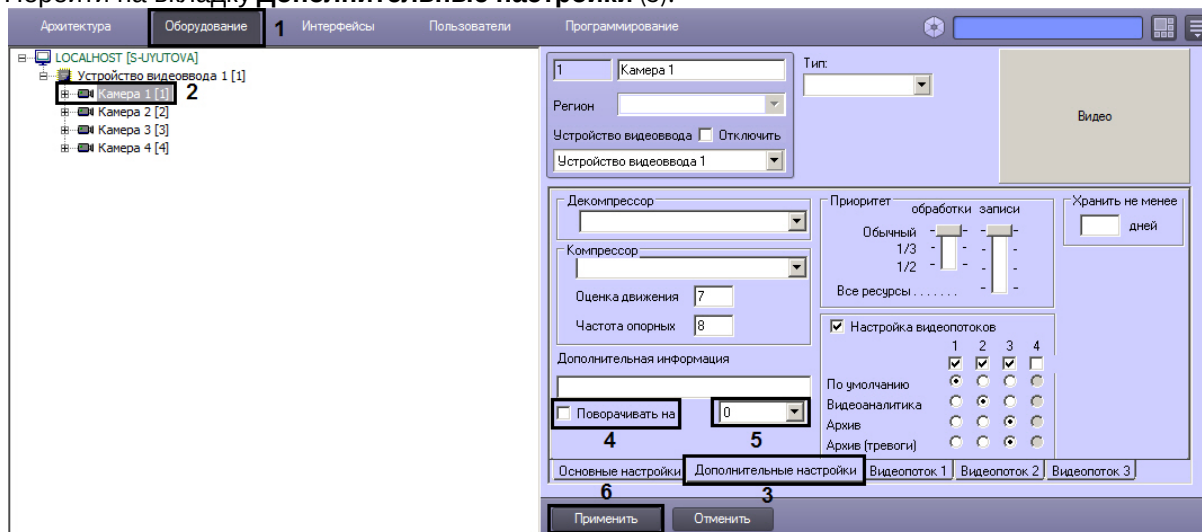 Перейти на вкладку Дополнительные настройки (3).
Архитектура Оборудование 1 Интерфейсы Пользователи Программирование
LOCALHOST [S-UYUTOVA]
Устройство видеоввода 1 [1]
Камера 1 [1] 2
Камера 2 [2]
Камера 3 [3]
Камера 4 [4]
1 Камера 1
Регион
Устройство видеоввода Отключить
Устройство видеоввода 1
Тип:
Видео
Декомпрессор
Компрессор
Оценка движения 7
Частота опорных 8
Дополнительная информация
Поворачивать на 0
4 5
Приоритет обработки записи
Обычный
1/3
1/2
Все ресурсы . . . . . . .
Хранить не менее
дней
Настройка видеопотоков
1 2 3 4
По умолчанию
Видеоаналитика
Архив
Архив (тревоги)
Основные настройки Дополнительные настройки Видеопоток 1 Видеопоток 2 Видеопоток 3
6 3
Применить Отменить